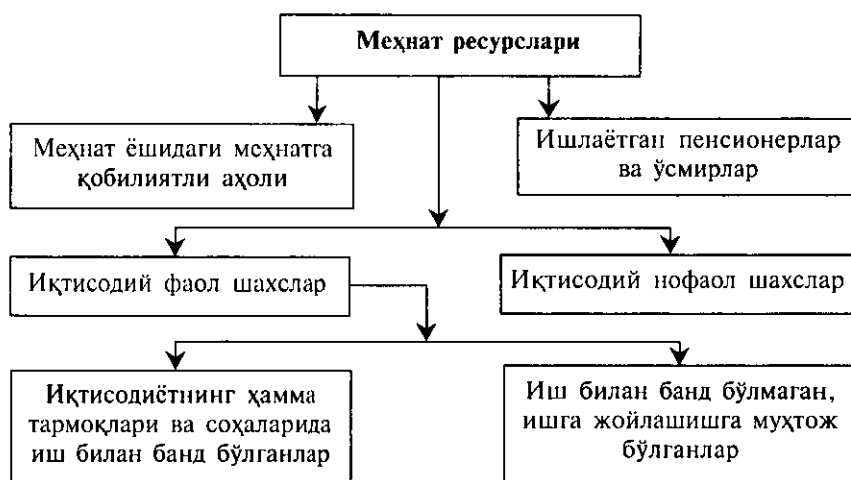 Меҳнат ресурслари
Меҳнат ёшидаги меҳнатга
қобилиятли аҳоли
Ишлаётган пенсионерлар
ва ўсмирлар
Иқтисодий фаол шахслар
Иқтисодий нофаол шахслар
Иқтисодиётнинг ҳамма
тармоқлари ва соҳаларида
иш билан банд бўлганлар
Иш билан банд бўлмаган,
ишга жойлашишга муҳтож
бўлганлар